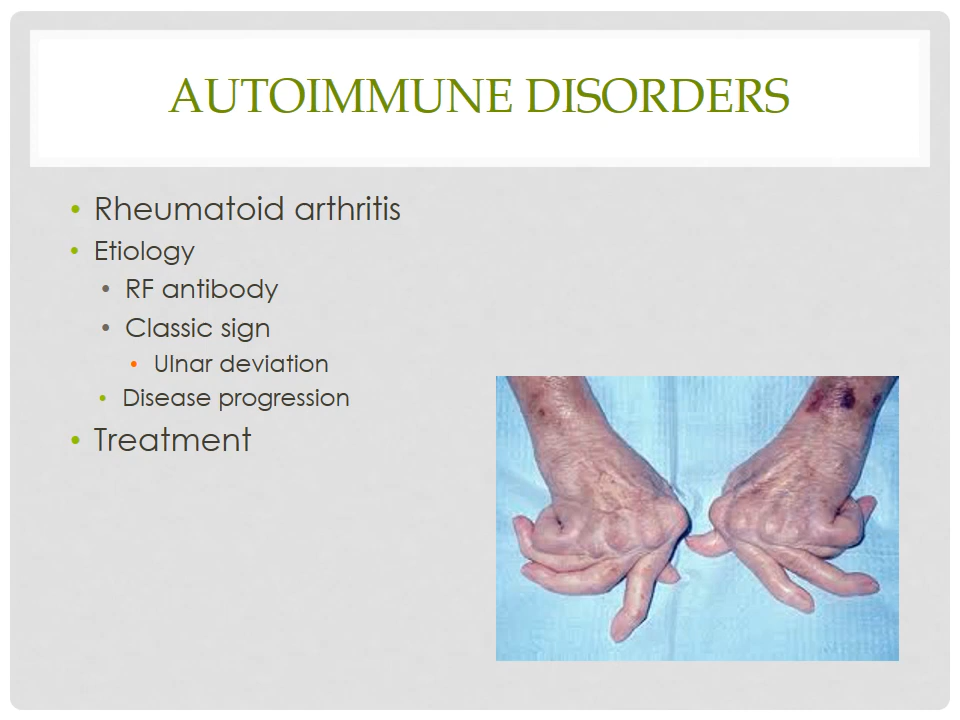 AUTOIMMUNE DISORDERS
• Rheumatoid arthritis
• Etiology
• RF antibody
• Classic sign
• Ulnar deviation
• Disease progression
• Treatment